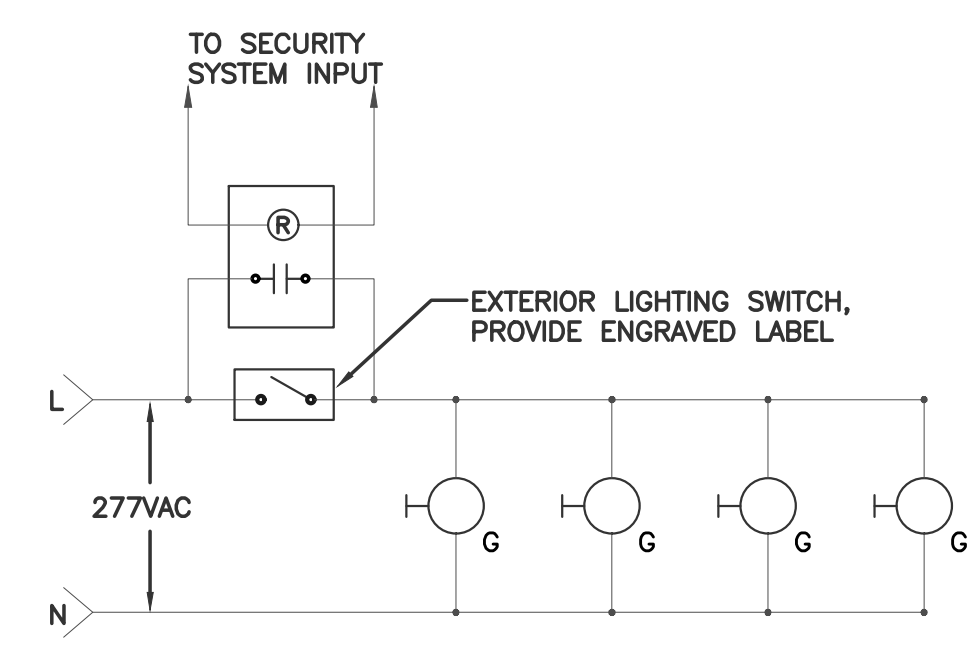 TO SECURITY
SYSTEM INPUT
R
EXTERIOR LIGHTING SWITCH,
PROVIDE ENGRAVED LABEL
L
277VAC
G G G G
N